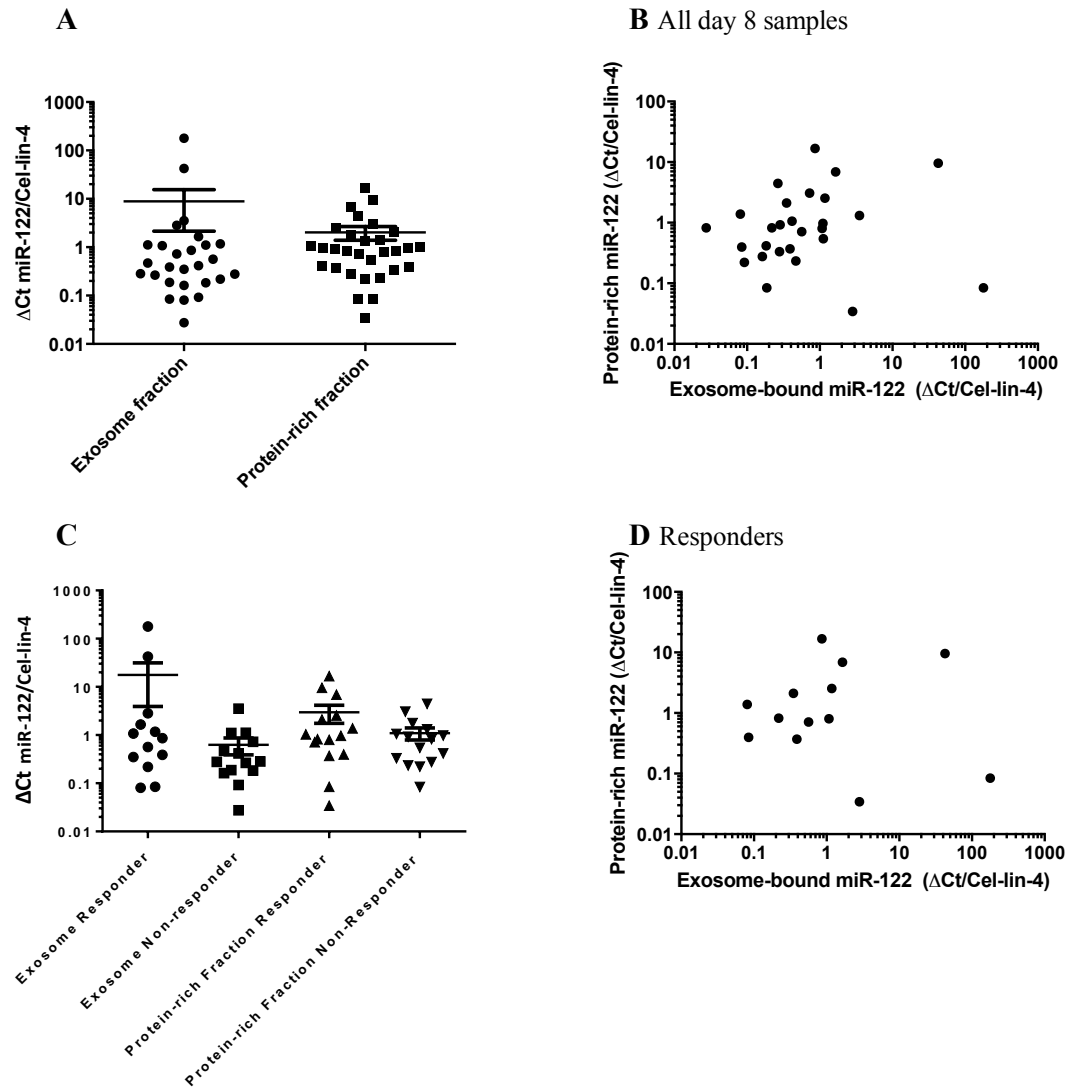 A
ΔCt miR-122/Cel-lin-4
1000
100
10
1
0.1
0.01
Exosome fraction
Protein-rich fraction
B All day 8 samples
Protein-rich miR-122 (ΔCt/Cel-lin-4)
100
10
1
0.1
0.01
0.01 0.1 1 10 100 1000
Exosome-bound miR-122 (ΔCt/Cel-lin-4)
C
ΔCt miR-122/Cel-lin-4
1000
100
10
1
0.1
0.01
Exosome Responder
Exosome Non-responder
Protein-rich Fraction Responder
Protein-rich Fraction Non-Responder
D Responders
Protein-rich miR-122 (ΔCt/Cel-lin-4)
100
10
1
0.1
0.01
0.01 0.1 1 10 100 1000
Exosome-bound miR-122 (ΔCt/Cel-lin-4)